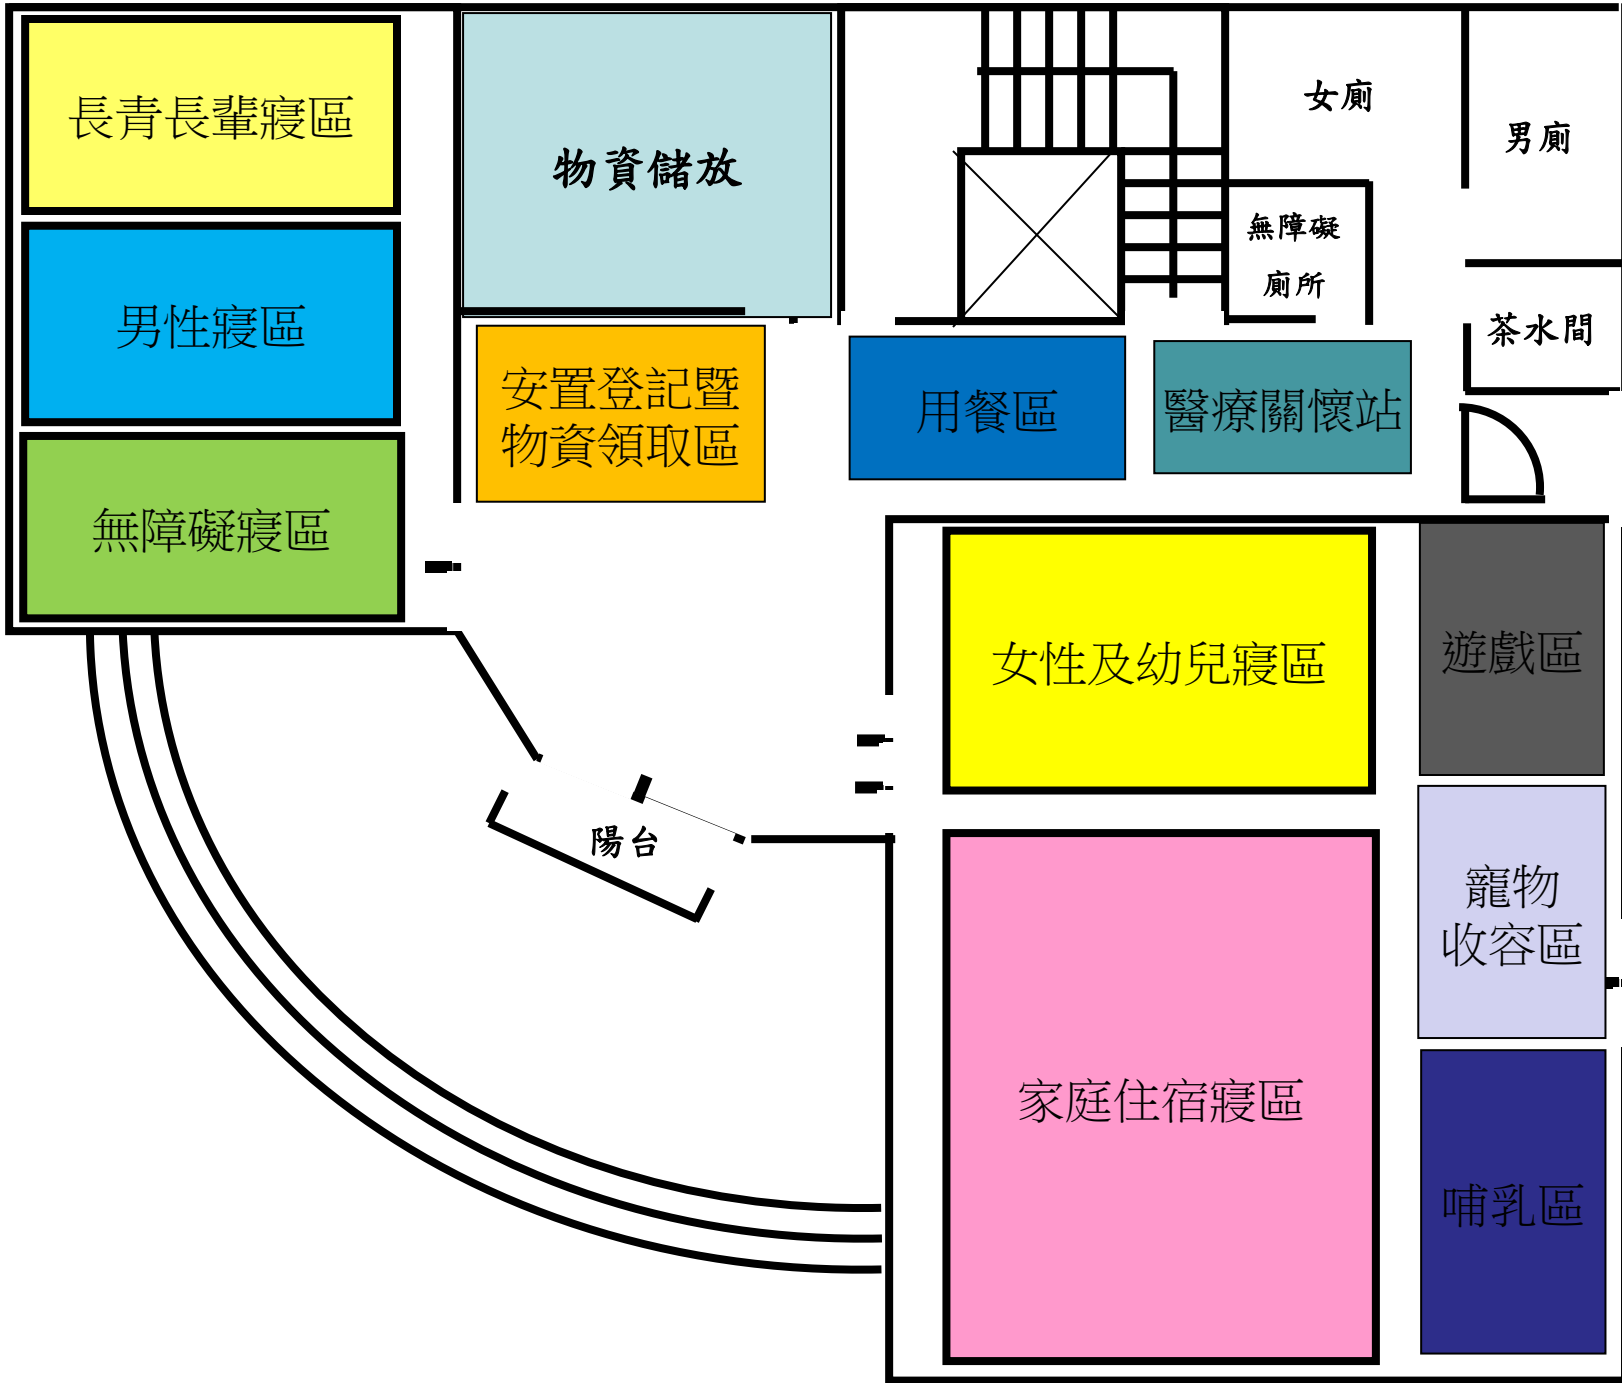 長青長輩寢區
物資儲放
女廁
男廁
無障礙
廁所
男性寢區
茶水間
安置登記暨
物資領取區
用餐區
醫療關懷站
無障礙寢區
女性及幼兒寢區
遊戲區
陽台
寵物
收容區
家庭住宿寢區
哺乳區